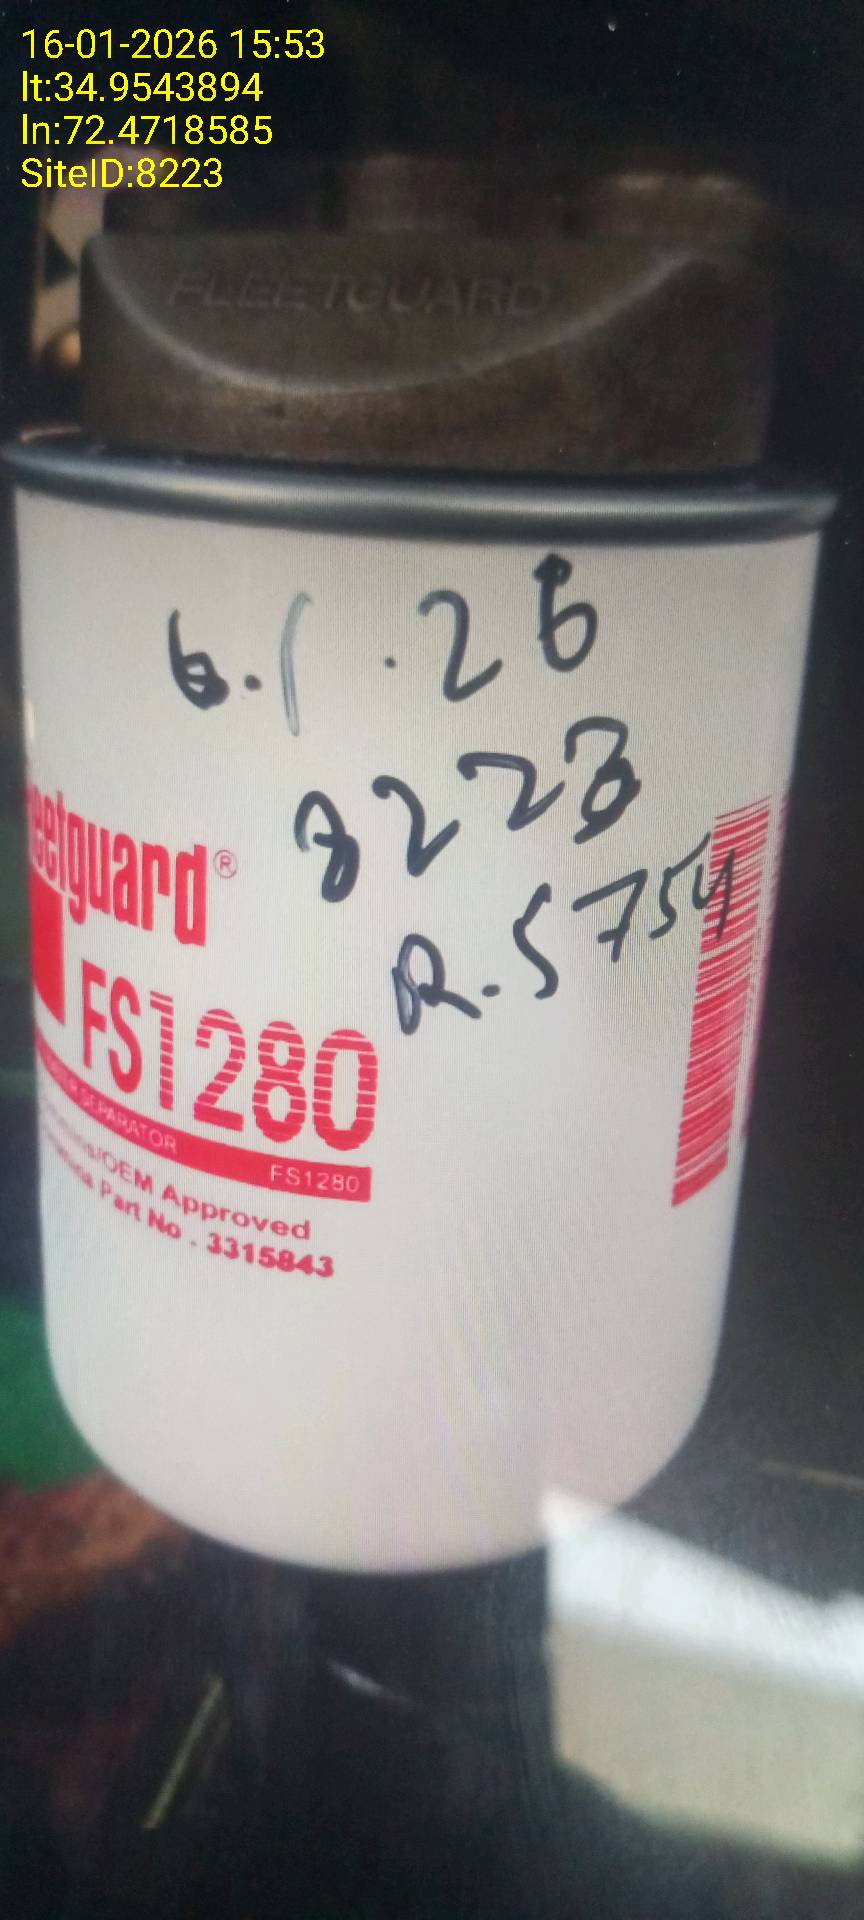 16-01-2026 15:53
lt:34.9543894
ln:72.4718585
SiteID:8223
FLEETGUARD
6.1.26
8223
R.5754
fleetguard®
FS1280
SEPARATOR FS1280
/OEM Approved
Part No. 3315843